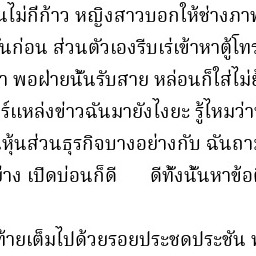 นไม่กี่ก้าว หญิงสาวบอกให้ช่างภาพ
นก่อน ส่วนตัวเองรีบเร่เข้าหาตู้โทร
า พอฝ่ายนั้นรับสาย หล่อนก็ใส่ไม่ยั้
ร์แหล่งข่าวฉันมายังไงยะ รู้ไหมว่า
หุ้นส่วนธุรกิจบางอย่างกับ ฉันถาม
ง เปิดบ่อนก็ดี ดีทั้งนั้นหาข้อ
ท้ายเต็มไปด้วยรอยประชดประชัน